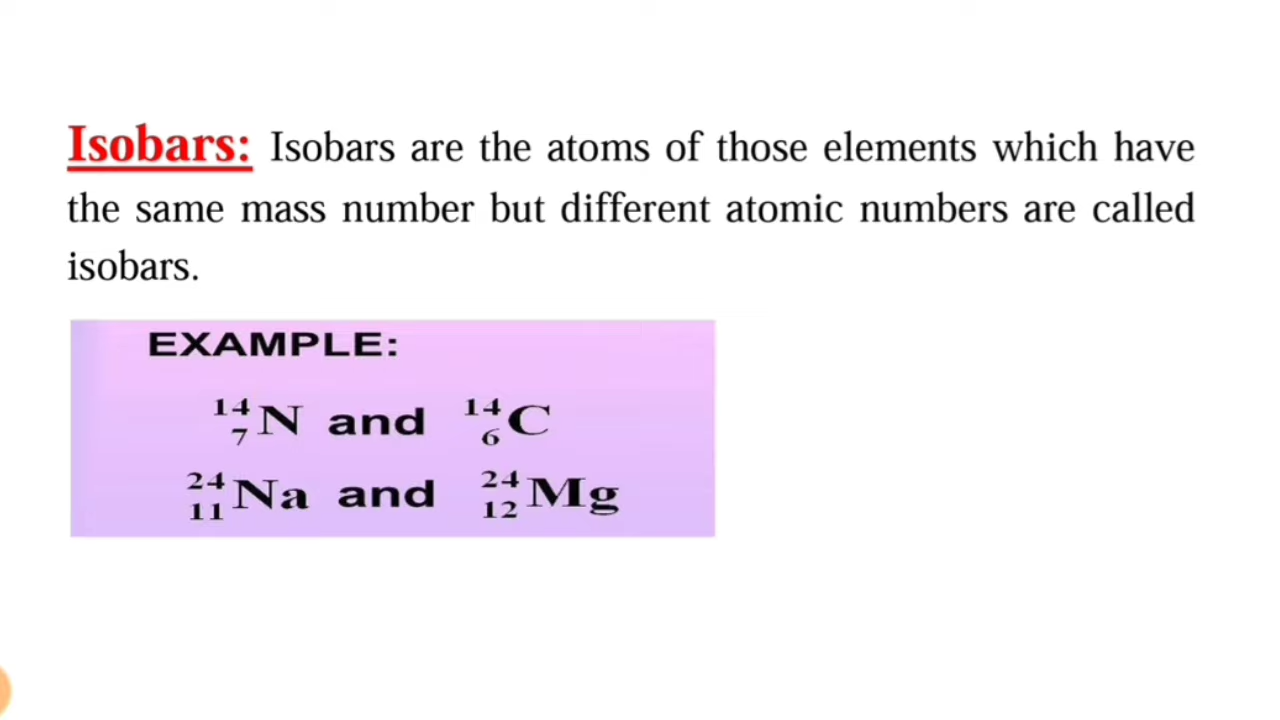 Isobars: Isobars are the atoms of those elements which have
the same mass number but different atomic numbers are called
isobars.
EXAMPLE:
¹⁴₇N and ¹⁴₆C
²⁴₁₁Na and ²⁴₁₂Mg